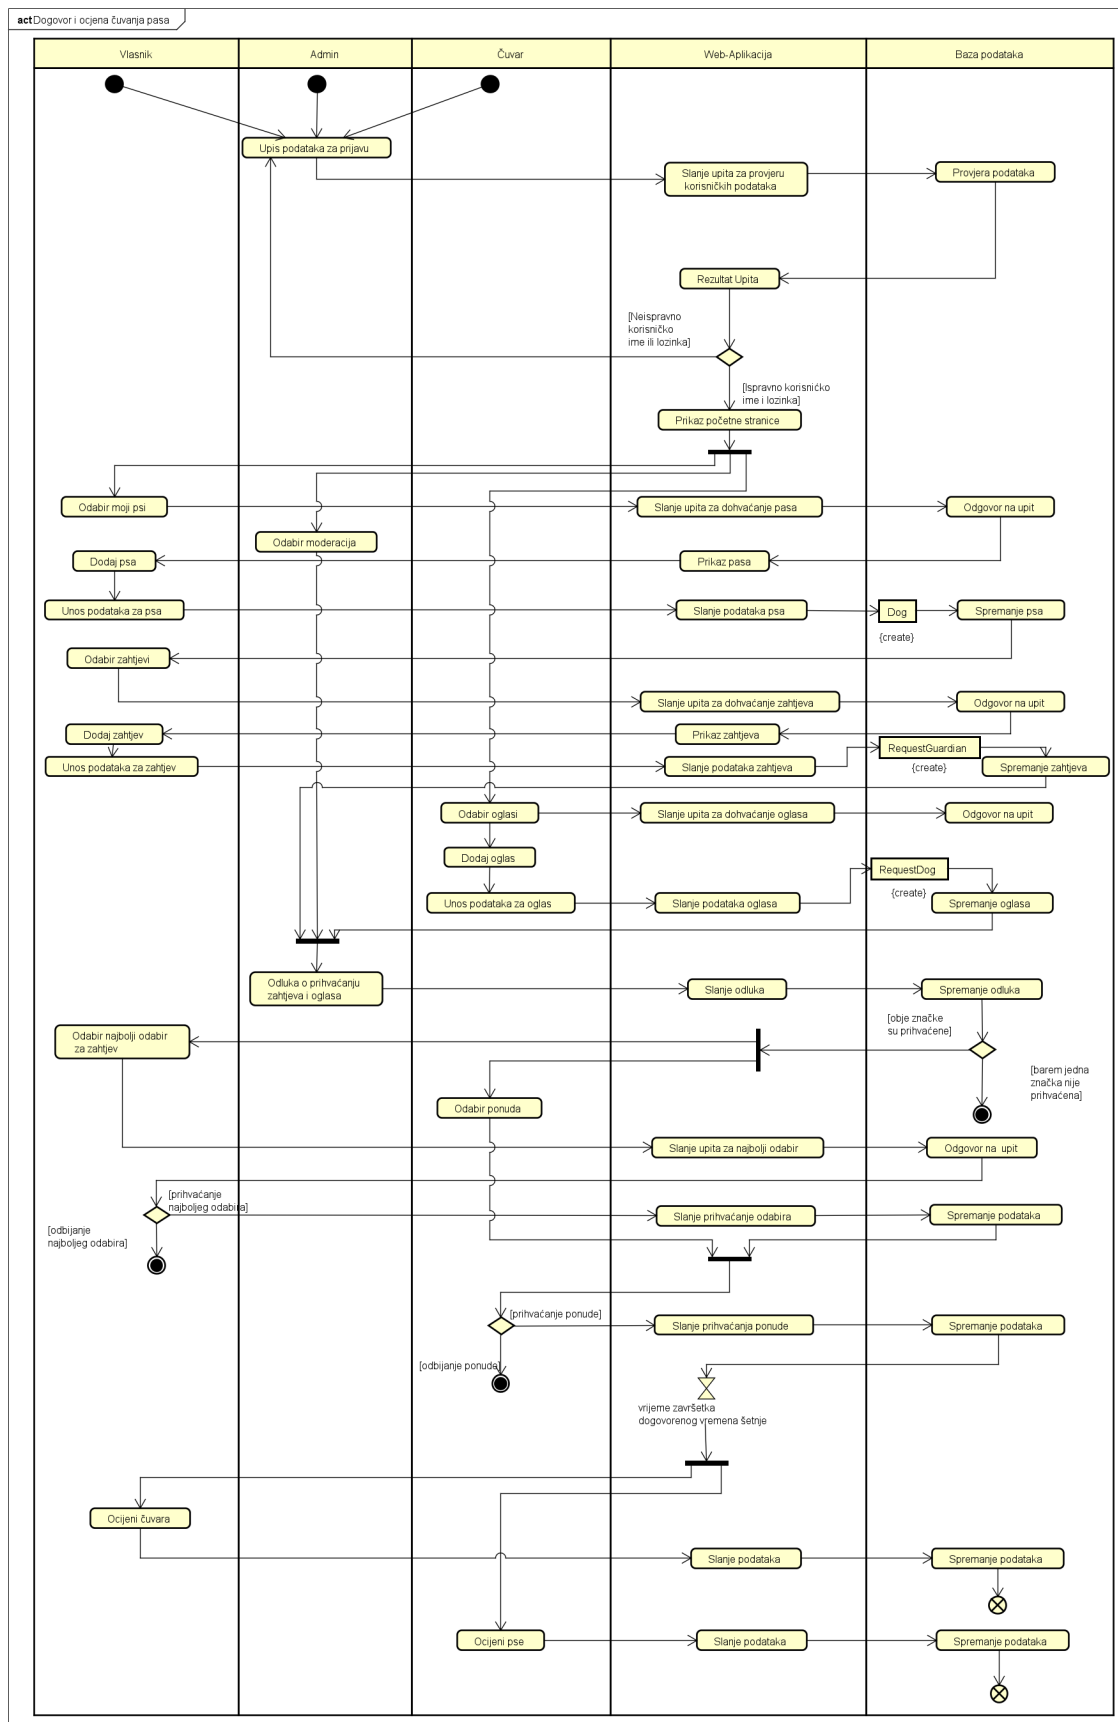 act Dogovor i ocjena čuvanja pasa
Vlasnik
Admin
Čuvar
Web-Aplikacija
Baza podataka
Upis podataka za prijavu
Slanje upita za provjeru
korisničkih podataka
Provjera podataka
Rezultat Upita
[Neispravno
korisničko
ime ili lozinka]
[Ispravno korisničko
ime i lozinka]
Prikaz početne stranice
Odabir moji psi
Slanje upita za dohvaćanje pasa
Odgovor na upit
Odabir moderacija
Dodaj psa
Prikaz pasa
Unos podataka za psa
Slanje podataka psa
Dog
Spremanje psa
{create}
Odabir zahtjevi
Slanje upita za dohvaćanje zahtjeva
Odgovor na upit
Dodaj zahtjev
Prikaz zahtjeva
RequestGuardian
Unos podataka za zahtjev
Slanje podataka zahtjeva
{create}
Spremanje zahtjeva
Odabir oglasi
Slanje upita za dohvaćanje oglasa
Odgovor na upit
Dodaj oglas
RequestDog
{create}
Unos podataka za oglas
Slanje podataka oglasa
Spremanje oglasa
Odluka o prihvaćanju
zahtjeva i oglasa
Slanje odluka
Spremanje odluka
[obje značke
su prihvaćene]
Odabir najbolji odabir
za zahtjev
[barem jedna
značka nije
prihvaćena]
Odabir ponuda
Slanje upita za najbolji odabir
Odgovor na upit
[prihvaćanje
najboljeg odabira]
[odbijanje
najboljeg odabira]
Slanje prihvaćanje odabira
Spremanje podataka
[prihvaćanje ponude]
Slanje prihvaćanja ponude
Spremanje podataka
[odbijanje ponude]
vrijeme završetka
dogovorenog vremena šetnje
Ocijeni čuvara
Slanje podataka
Spremanje podataka
Ocijeni pse
Slanje podataka
Spremanje podataka